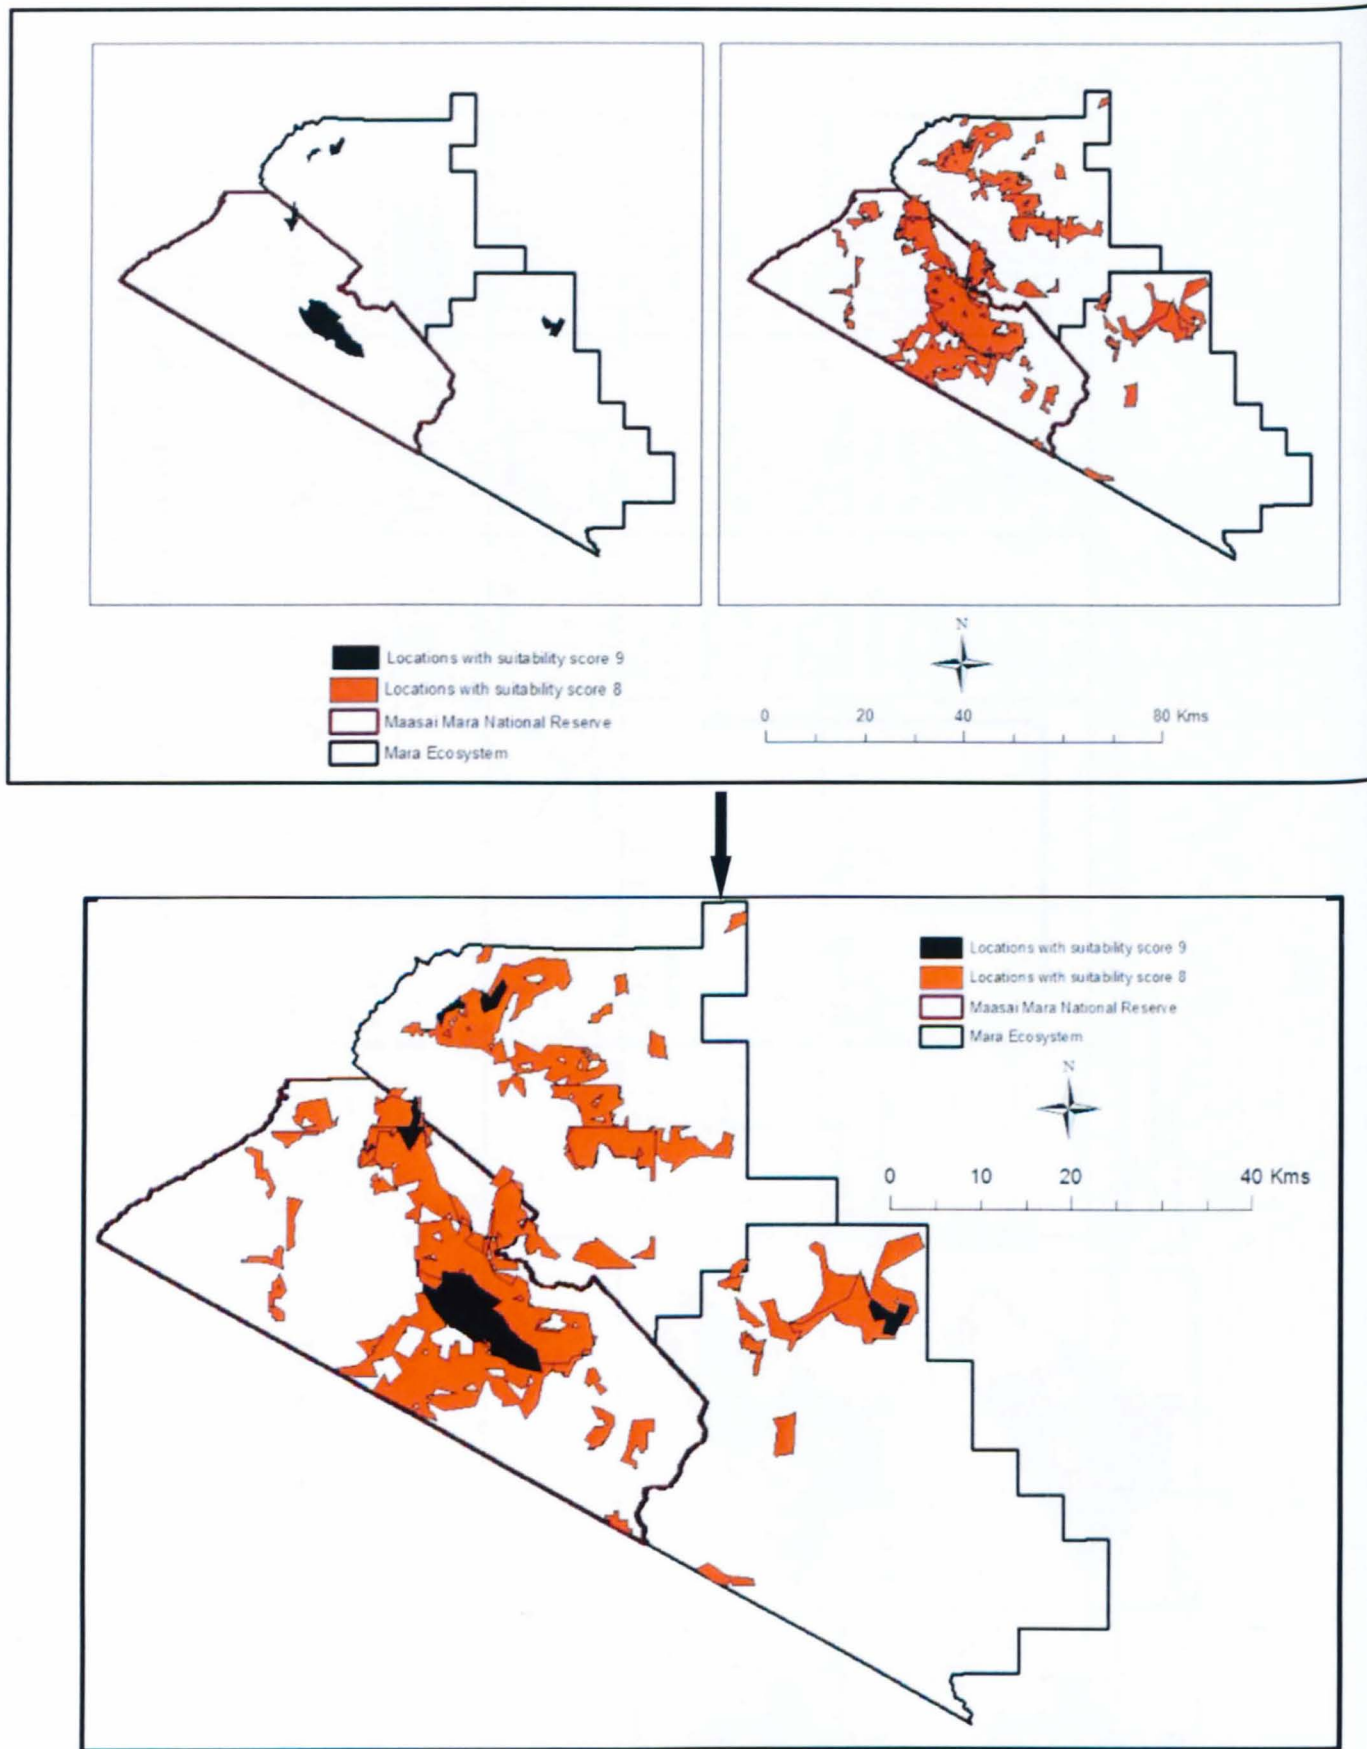 Locations with suitability score 9
Locations with suitability score 8
Maasai Mara National Reserve
Mara Ecosystem
N
0 20 40 80 Kms
Locations with suitability score 9
Locations with suitability score 8
Maasai Mara National Reserve
Mara Ecosystem
N
0 10 20 40 Kms